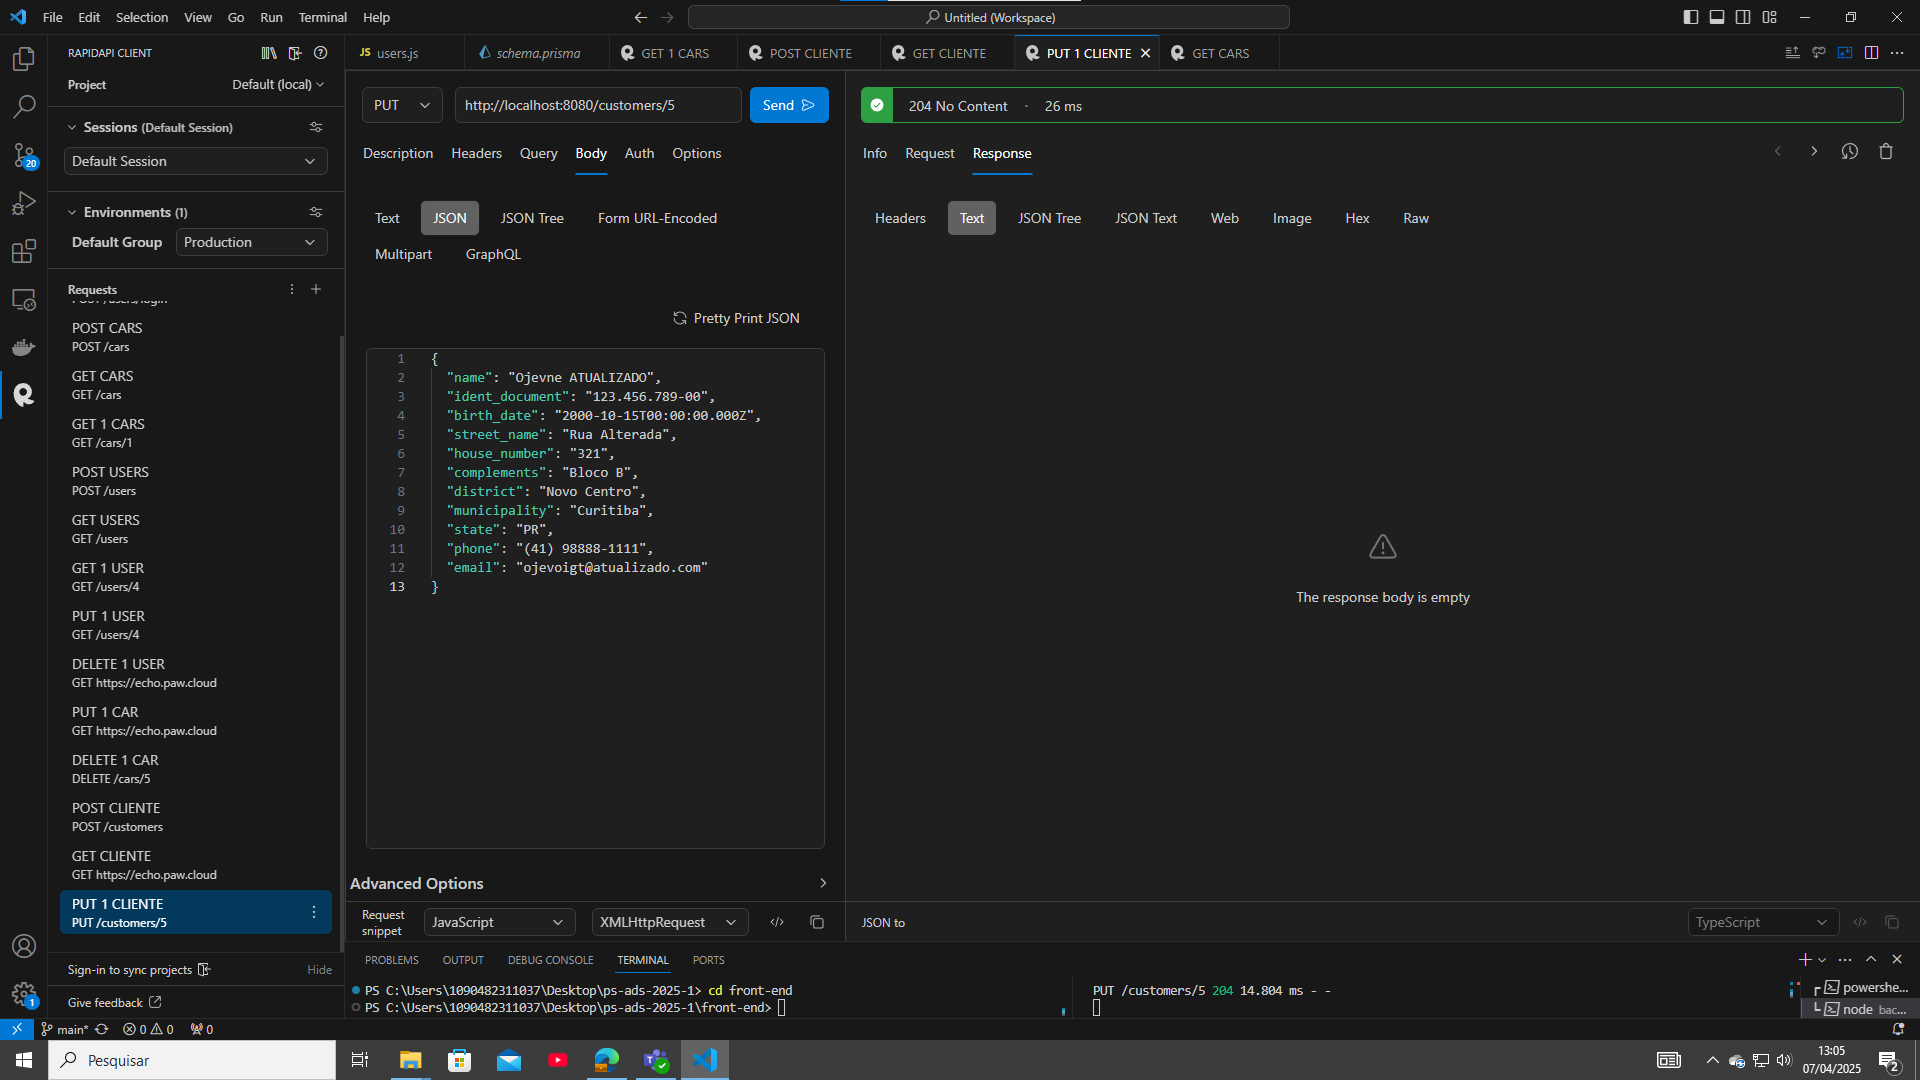 File Edit Selection View Go Run Terminal Help
Untitled (Workspace)
RAPIDAPI CLIENT
Project Default (local)
Sessions (Default Session)
Default Session
Environments (1)
Default Group Production
Requests
POST /users/login
POST CARS
POST /cars
GET CARS
GET /cars
GET 1 CARS
GET /cars/1
POST USERS
POST /users
GET USERS
GET /users
GET 1 USER
GET /users/4
PUT 1 USER
GET /users/4
DELETE 1 USER
GET https://echo.paw.cloud
PUT 1 CAR
GET https://echo.paw.cloud
DELETE 1 CAR
DELETE /cars/5
POST CLIENTE
POST /customers
GET CLIENTE
GET https://echo.paw.cloud
PUT 1 CLIENTE
PUT /customers/5
Sign-in to sync projects Hide
Give feedback
20
1
JS users.js schema.prisma GET 1 CARS POST CLIENTE GET CLIENTE PUT 1 CLIENTE GET CARS
PUT http://localhost:8080/customers/5 Send
Description Headers Query Body Auth Options
Text JSON JSON Tree Form URL-Encoded
Multipart GraphQL
Pretty Print JSON
1 {
2 "name": "Ojevne ATUALIZADO",
3 "ident_document": "123.456.789-00",
4 "birth_date": "2000-10-15T00:00:00.000Z",
5 "street_name": "Rua Alterada",
6 "house_number": "321",
7 "complements": "Bloco B",
8 "district": "Novo Centro",
9 "municipality": "Curitiba",
10 "state": "PR",
11 "phone": "(41) 98888-1111",
12 "email": "ojevoigt@atualizado.com"
13 }
Advanced Options
Request snippet JavaScript XMLHttpRequest
204 No Content · 26 ms
Info Request Response
Headers Text JSON Tree JSON Text Web Image Hex Raw
The response body is empty
JSON to TypeScript
PROBLEMS OUTPUT DEBUG CONSOLE TERMINAL PORTS
PS C:\Users\1090482311037\Desktop\ps-ads-2025-1> cd front-end
PS C:\Users\1090482311037\Desktop\ps-ads-2025-1\front-end>
PUT /customers/5 204 14.804 ms - -
powershe...
node bac...
main* 0 0 0
Pesquisar
13:05
07/04/2025
2